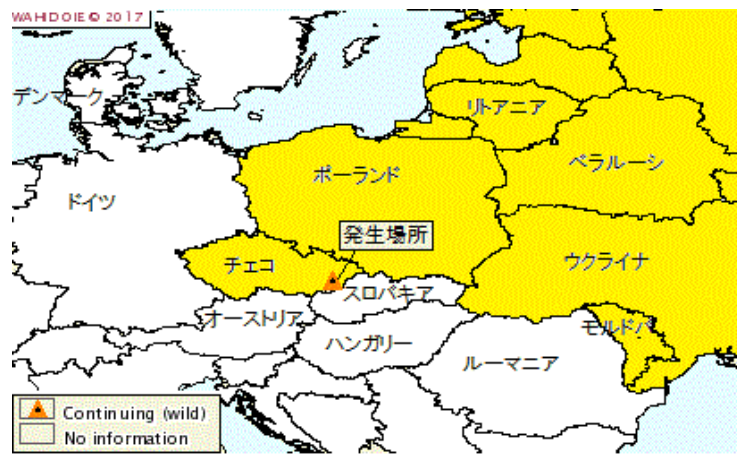 WAHDOIE © 2017
デンマーク
リトアニア
ベラルーシ
ポーランド
ドイツ
発生場所
チェコ
ウクライナ
スロバキア
オーストリア
モルドバ
ハンガリー
ルーマニア
Continuing (wild)
No information